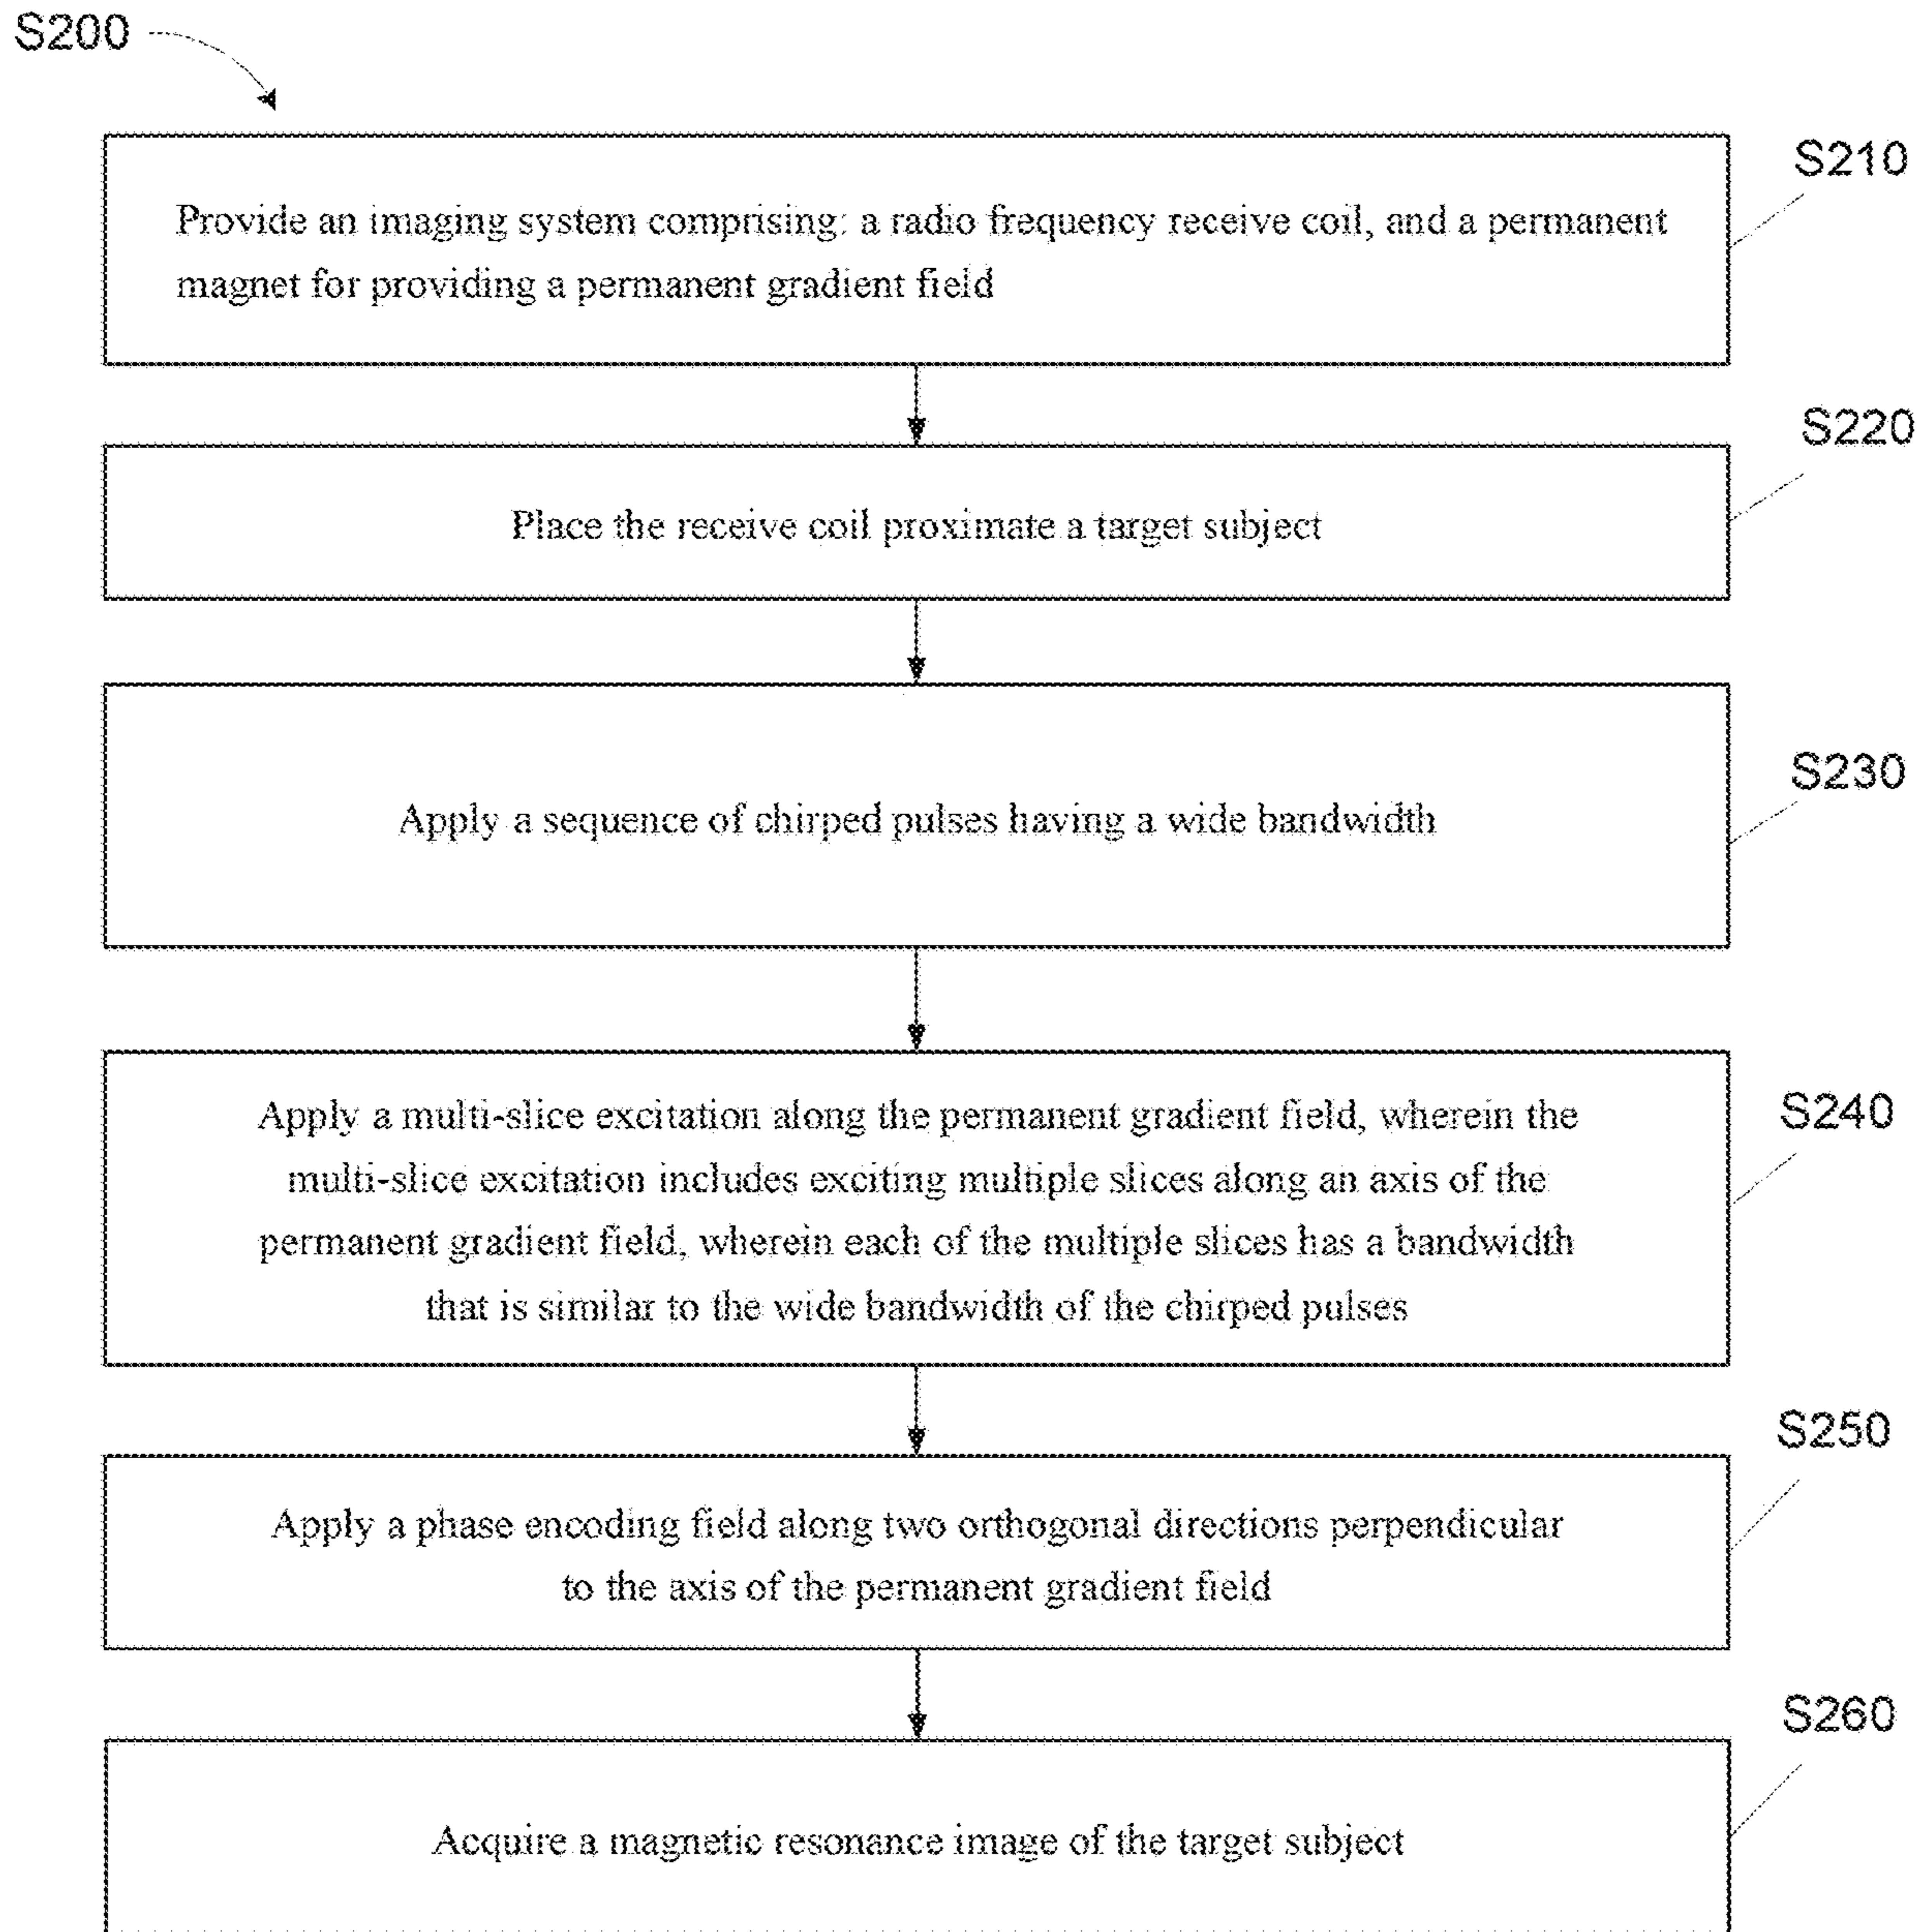 S200
S210
Provide an imaging system comprising: a radio frequency receive coil, and a permanent
magnet for providing a permanent gradient field
S220
Place the receive coil proximate a target subject
S230
Apply a sequence of chirped pulses having a wide bandwidth
S240
Apply a multi-slice excitation along the permanent gradient field, wherein the
multi-slice excitation includes exciting multiple slices along an axis of the
permanent gradient field, wherein each of the multiple slices has a bandwidth
that is similar to the wide bandwidth of the chirped pulses
S250
Apply a phase encoding field along two orthogonal directions perpendicular
to the axis of the permanent gradient field
S260
Acquire a magnetic resonance image of the target subject